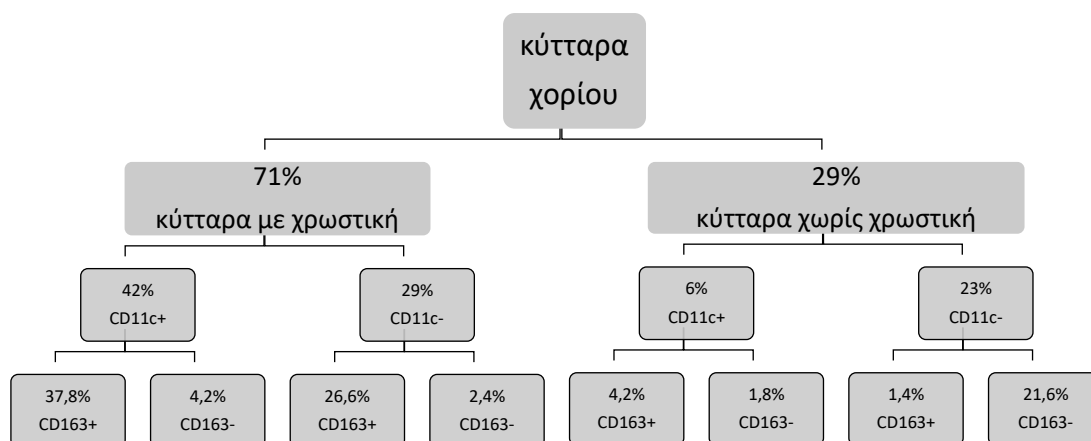 κύτταρα
χορίου
71%
κύτταρα με χρωστική
29%
κύτταρα χωρίς χρωστική
42%
CD11c+
29%
CD11c-
6%
CD11c+
23%
CD11c-
37,8%
CD163+
4,2%
CD163-
26,6%
CD163+
2,4%
CD163-
4,2%
CD163+
1,8%
CD163-
1,4%
CD163+
21,6%
CD163-